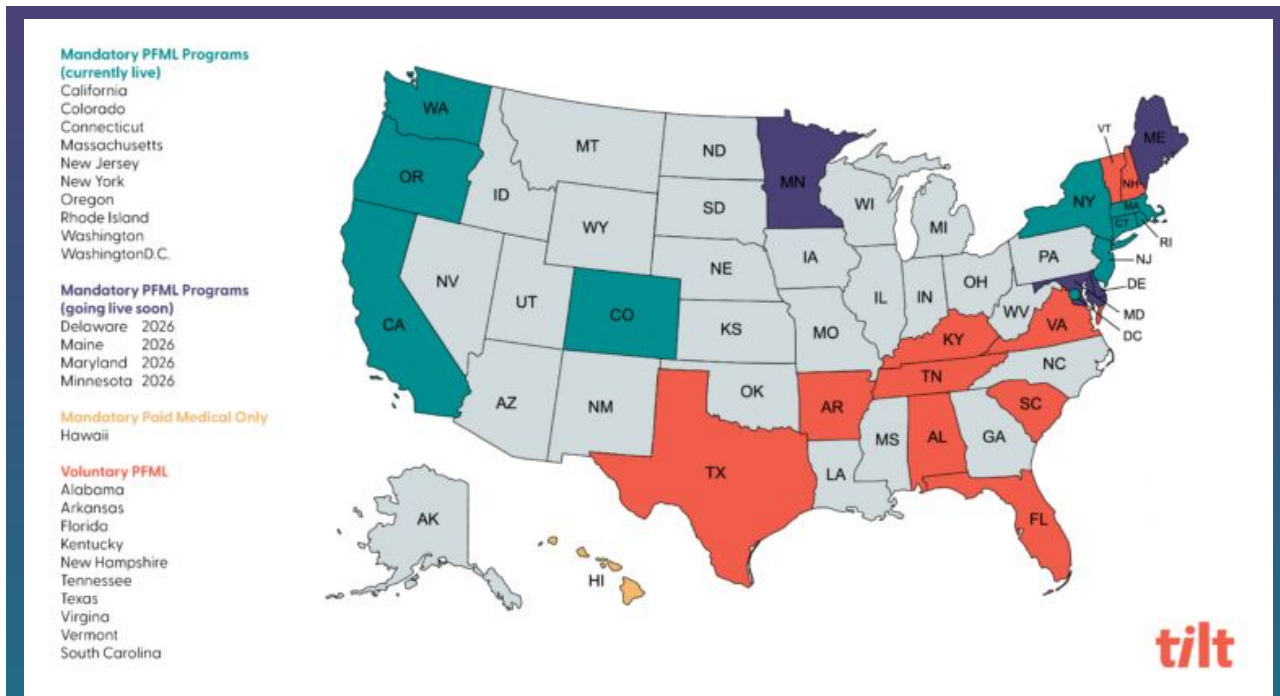 Mandatory PFML Programs
(currently live)
California
Colorado
Connecticut
Massachusetts
New Jersey
New York
Oregon
Rhode Island
Washington
WashingtonD.C.
Mandatory PFML Programs
(going live soon)
Delaware 2026
Maine 2026
Maryland 2026
Minnesota 2026
Mandatory Paid Medical Only
Hawaii
Voluntary PFML
Alabama
Arkansas
Florida
Kentucky
New Hampshire
Tennessee
Texas
Virgina
Vermont
South Carolina
WA
OR
CA
ID
NV
MT
WY
UT
AZ
CO
NM
ND
SD
NE
KS
OK
TX
MN
IA
MO
AR
LA
WI
IL
MS
MI
IN
KY
TN
AL
OH
WV
GA
FL
SC
NC
VA
PA
NY
VT
NH
ME
MA
CT
RI
NJ
DE
MD
DC
AK
HI
tilt